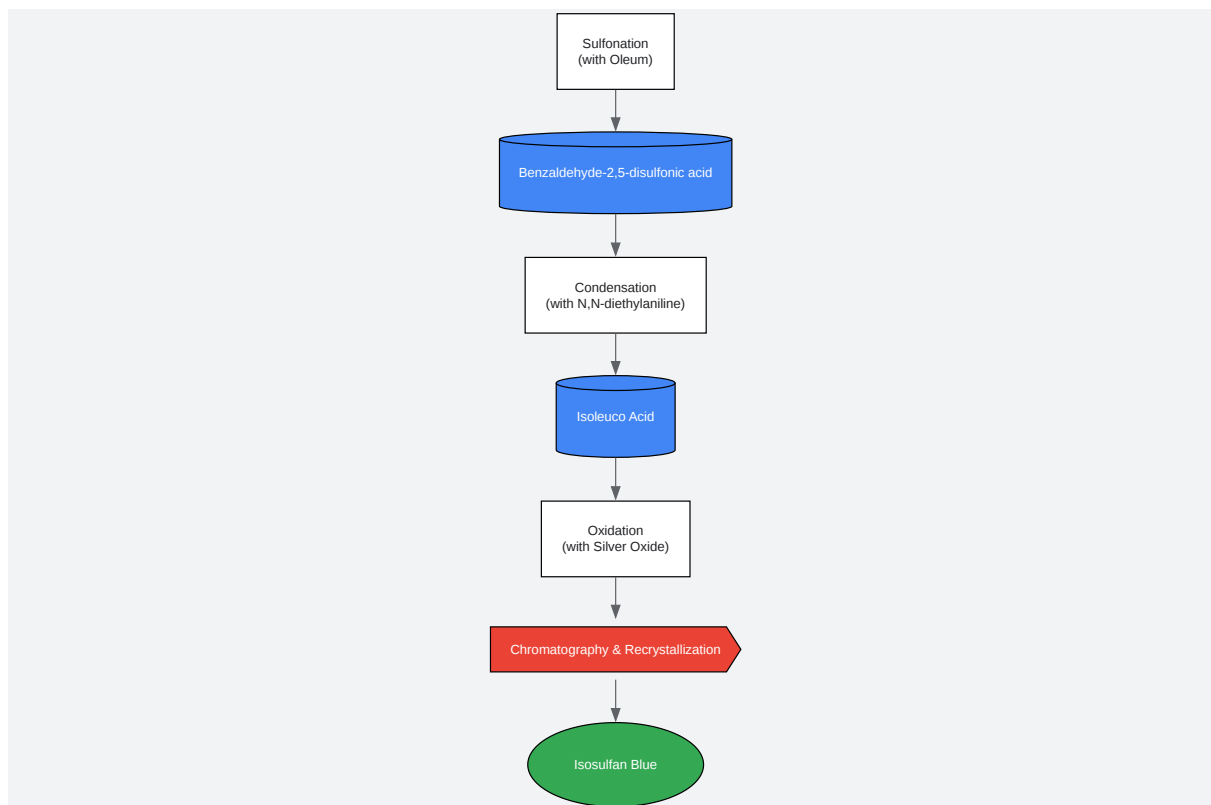 Sulfonation
(with Oleum)
Benzaldehyde-2,5-disulfonic acid
Condensation
(with N,N-diethylaniline)
Isoleuco Acid
Oxidation
(with Silver Oxide)
Chromatography & Recrystallization
Isosulfan Blue